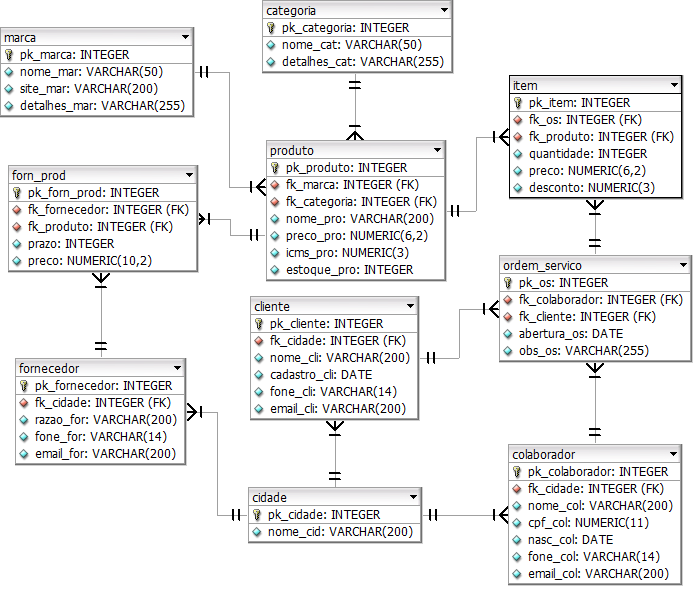 marca
pk_marca: INTEGER
nome_mar: VARCHAR(50)
site_mar: VARCHAR(200)
detalhes_mar: VARCHAR(255)
categoria
pk_categoria: INTEGER
nome_cat: VARCHAR(50)
detalhes_cat: VARCHAR(255)
item
pk_item: INTEGER
fk_os: INTEGER (FK)
fk_produto: INTEGER (FK)
quantidade: INTEGER
preco: NUMERIC(6,2)
desconto: NUMERIC(3)
produto
pk_produto: INTEGER
fk_marca: INTEGER (FK)
fk_categoria: INTEGER (FK)
nome_pro: VARCHAR(200)
preco_pro: NUMERIC(6,2)
icms_pro: NUMERIC(3)
estoque_pro: INTEGER
forn_prod
pk_forn_prod: INTEGER
fk_fornecedor: INTEGER (FK)
fk_produto: INTEGER (FK)
prazo: INTEGER
preco: NUMERIC(10,2)
ordem_servico
pk_os: INTEGER
fk_colaborador: INTEGER (FK)
fk_cliente: INTEGER (FK)
abertura_os: DATE
obs_os: VARCHAR(255)
cliente
pk_cliente: INTEGER
fk_cidade: INTEGER (FK)
nome_cli: VARCHAR(200)
cadastro_cli: DATE
fone_cli: VARCHAR(14)
email_cli: VARCHAR(200)
fornecedor
pk_fornecedor: INTEGER
fk_cidade: INTEGER (FK)
razao_for: VARCHAR(200)
fone_for: VARCHAR(14)
email_for: VARCHAR(200)
cidade
pk_cidade: INTEGER
nome_cid: VARCHAR(200)
colaborador
pk_colaborador: INTEGER
fk_cidade: INTEGER (FK)
nome_col: VARCHAR(200)
cpf_col: NUMERIC(11)
nasc_col: DATE
fone_col: VARCHAR(14)
email_col: VARCHAR(200)